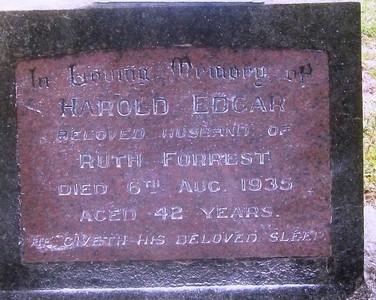 In Loving Memory of
HAROLD EDGAR
BELOVED HUSBAND OF
RUTH FORREST
DIED 6TH AUG. 1935
AGED 42 YEARS.
HE GIVETH HIS BELOVED SLEEP